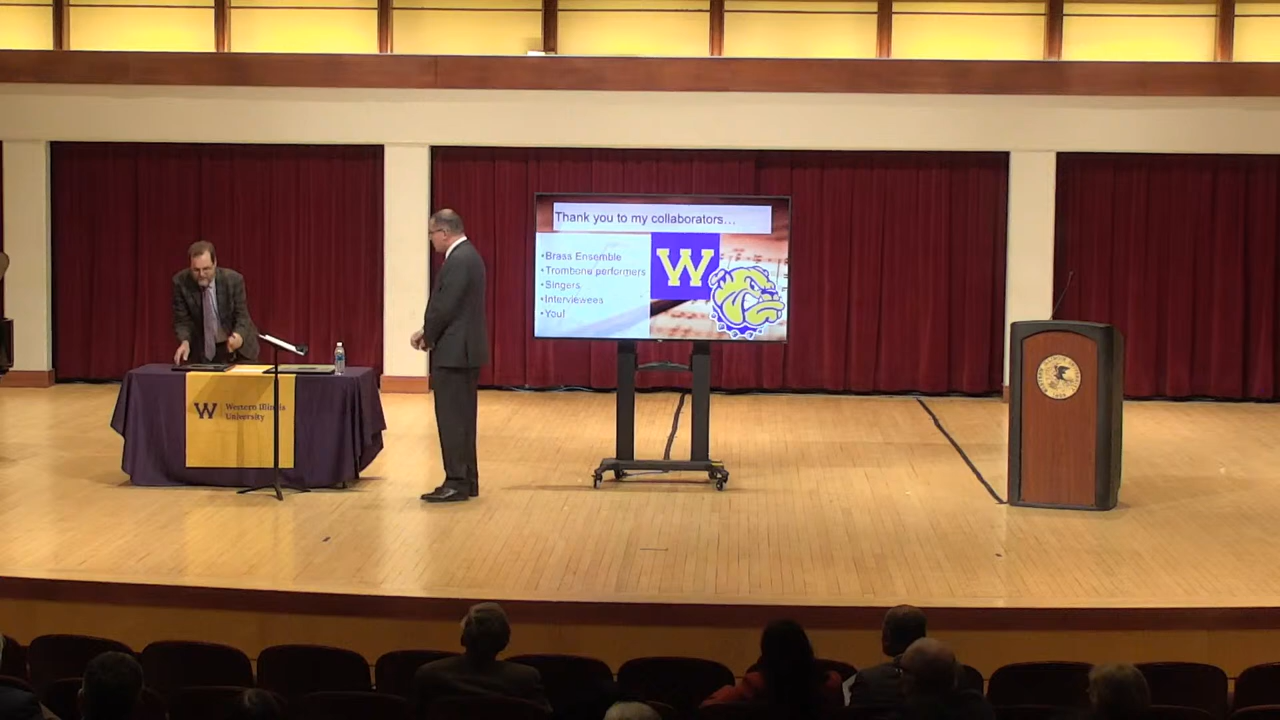 Thank you to my collaborators...
•Brass Ensemble
•Trombone performers
•Singers
•Interviewees
•You!
W
W
Western Illinois
University